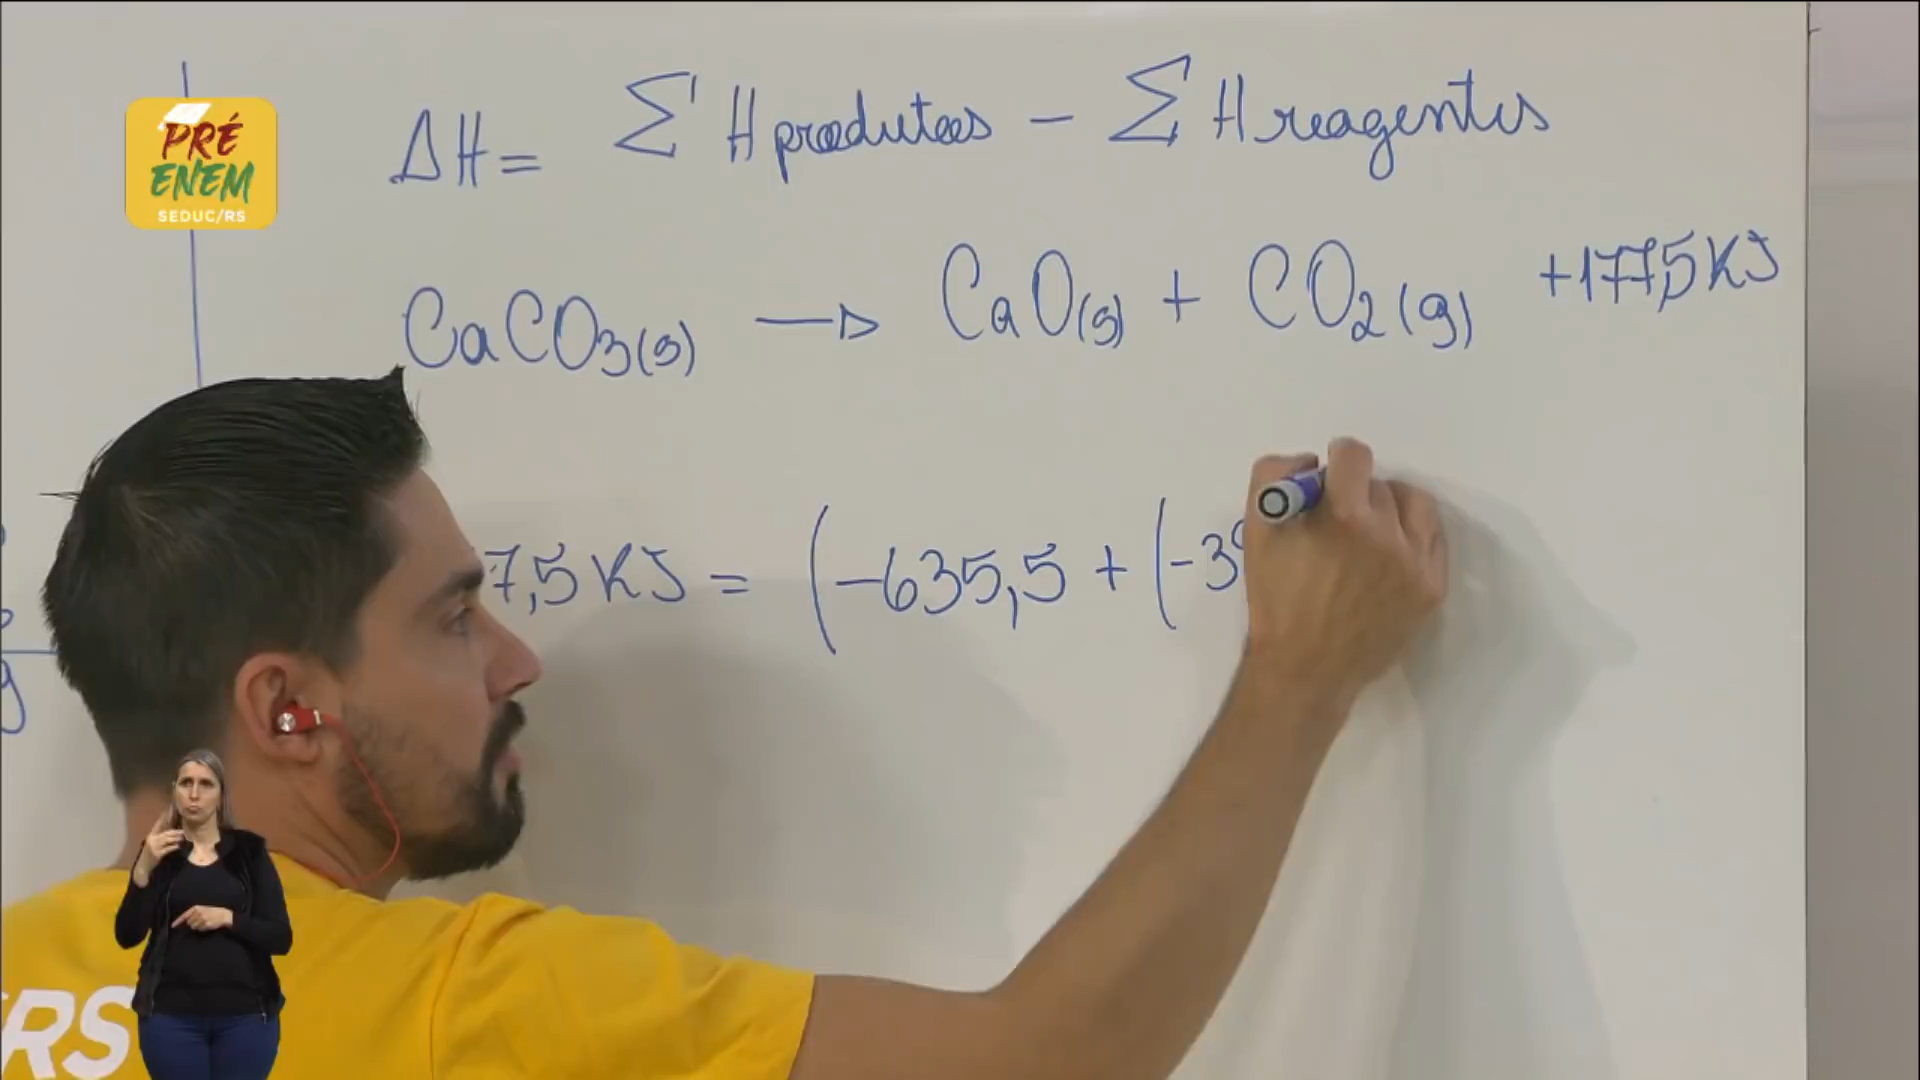 PRÉ
ENEM
SEDUC/RS
ΔH = Σ H produtos - Σ H reagentes
CaCO3(s) → CaO(s) + CO2(g) +177,5 KJ
7,5 KJ = (-635,5 + (-39
RS